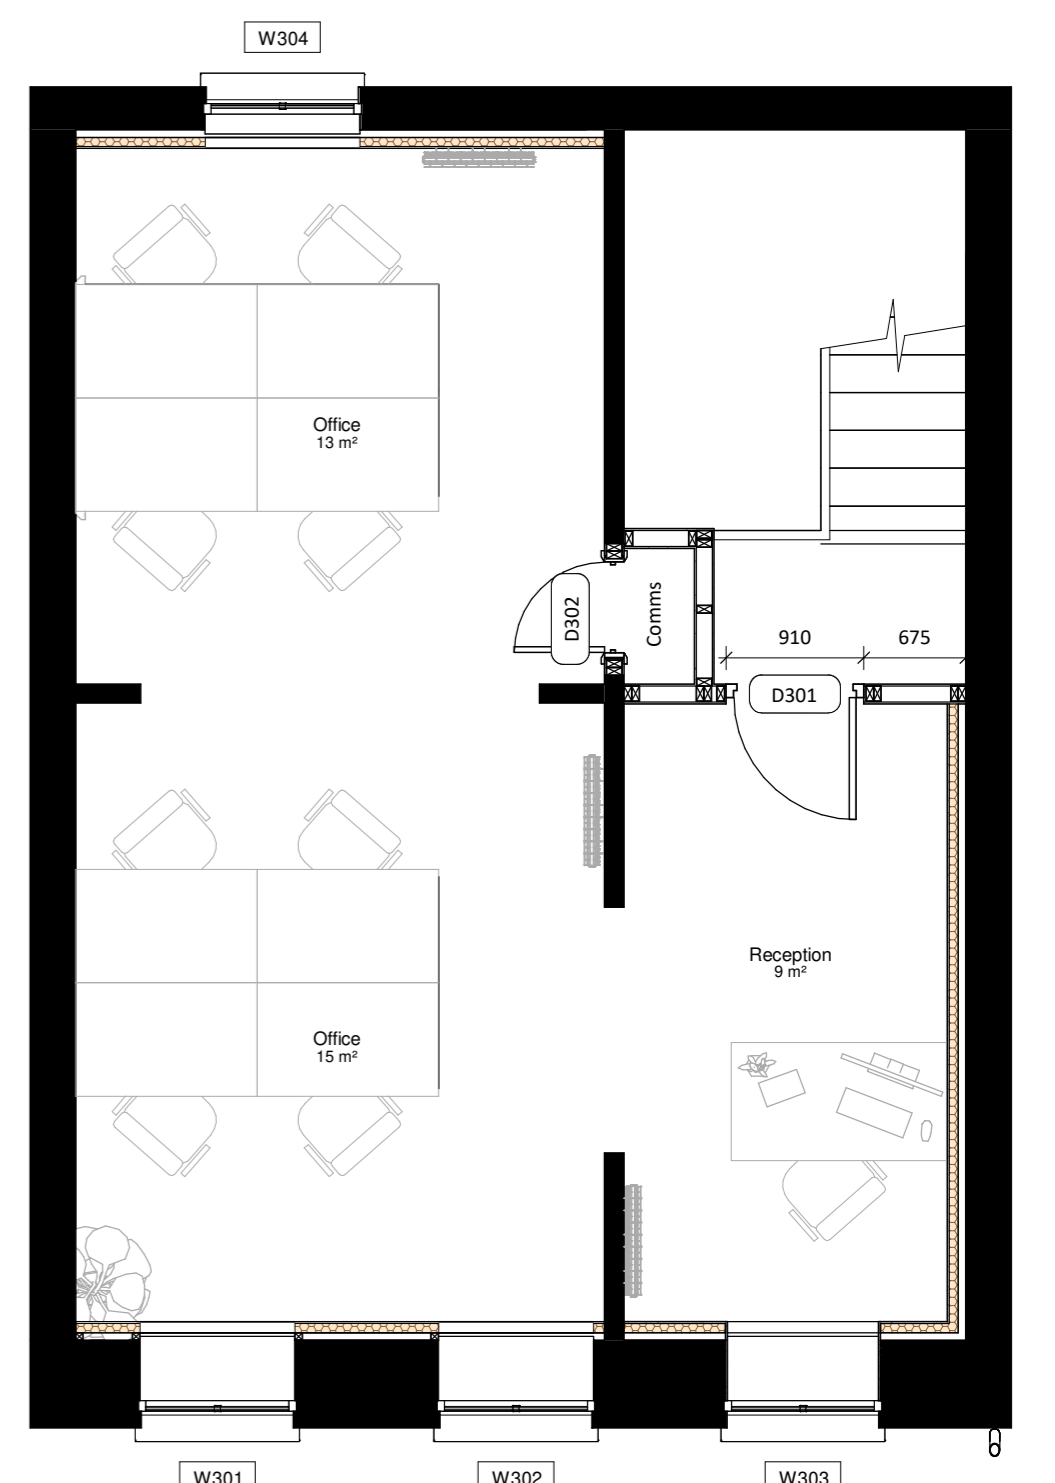 W304
Office
13 m²
D302
Comms
910
675
D301
Reception
9 m²
Office
15 m²
W301
W302
W303